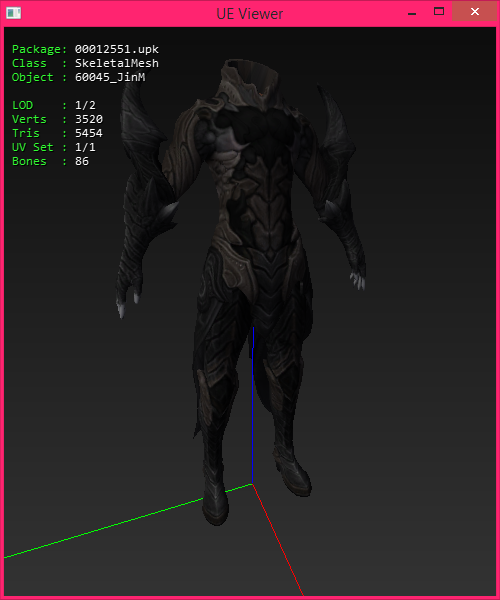 UE Viewer
Package: 00012551.upk
Class : SkeletalMesh
Object : 60045_JinM
LOD : 1/2
Verts : 3520
Tris : 5454
UV Set : 1/1
Bones : 86